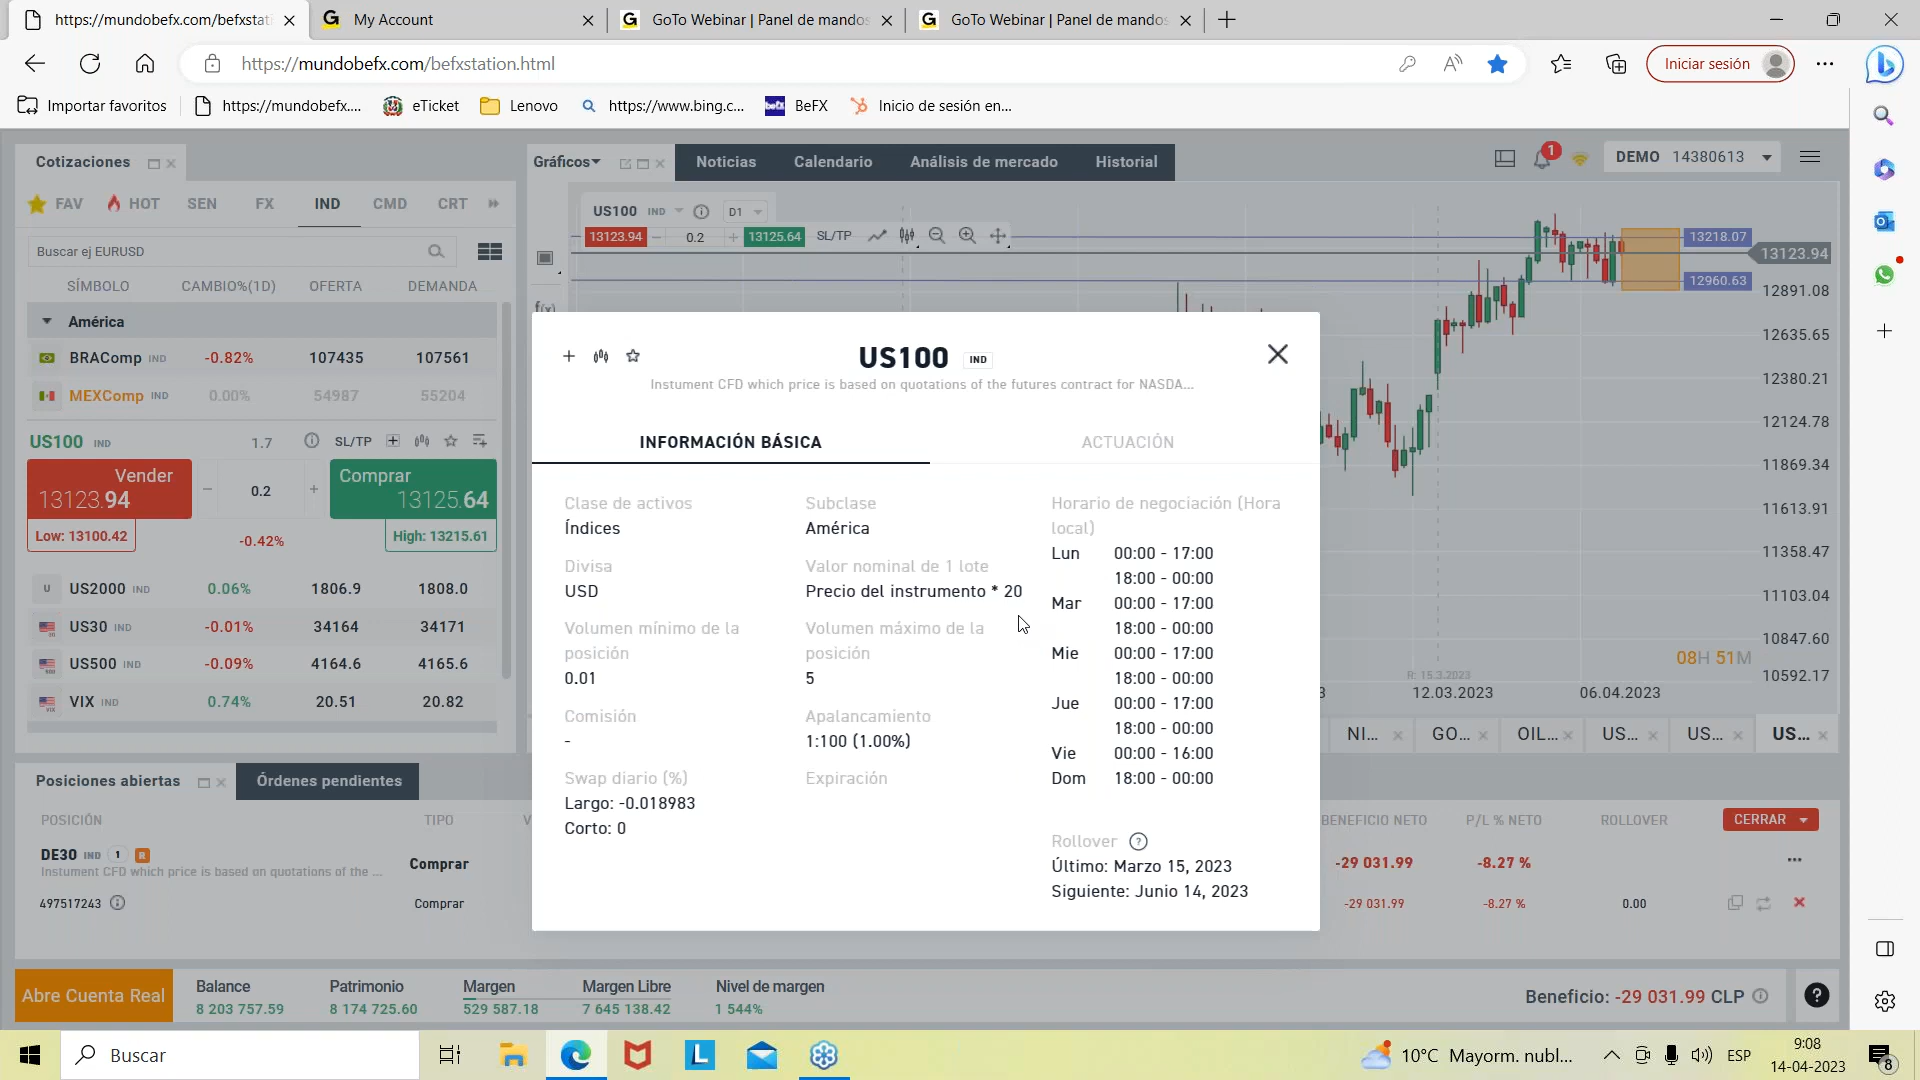 https://mundobefx.com/befxstati
My Account
GoTo Webinar | Panel de mandos
GoTo Webinar | Panel de mandos
https://mundobefx.com/befxstation.html
Iniciar sesión
Importar favoritos
https://mundobefx....
eTicket
Lenovo
https://www.bing.c...
BeFX
Inicio de sesión en...
Cotizaciones
Gráficos
Noticias
Calendario
Análisis de mercado
Historial
1
DEMO 14380613
FAV HOT SEN FX IND CMD CRT
US100 IND D1
13123.94 0.2 13125.64 SL/TP
13218.07
13123.94
12960.63
Buscar ej EURUSD
SÍMBOLO CAMBIO%(1D) OFERTA DEMANDA
América
BRAComp IND -0.82% 107435 107561
MEXComp IND 0.00% 54987 55204
US100 IND 1.7 SL/TP
Vender
13123.94
0.2
Comprar
13125.64
Low: 13100.42
-0.42%
High: 13215.61
US2000 IND 0.06% 1806.9 1808.0
US30 IND -0.01% 34164 34171
US500 IND -0.09% 4164.6 4165.6
VIX IND 0.74% 20.51 20.82
US100 IND
Instument CFD which price is based on quotations of the futures contract for NASDA...
INFORMACIÓN BÁSICA
ACTUACIÓN
Clase de activos
Índices
Subclase
América
Divisa
USD
Valor nominal de 1 lote
Precio del instrumento * 20
Volumen mínimo de la
posición
0.01
Volumen máximo de la
posición
5
Comisión
-
Apalancamiento
1:100 (1.00%)
Swap diario (%)
Largo: -0.018983
Corto: 0
Expiración
Horario de negociación (Hora
local)
Lun 00:00 - 17:00
18:00 - 00:00
Mar 00:00 - 17:00
18:00 - 00:00
Mie 00:00 - 17:00
18:00 - 00:00
Jue 00:00 - 17:00
18:00 - 00:00
Vie 00:00 - 16:00
Dom 18:00 - 00:00
Rollover ?
Último: Marzo 15, 2023
Siguiente: Junio 14, 2023
12891.08
12635.65
12380.21
12124.78
11869.34
11613.91
11358.47
11103.04
10847.60
10592.17
08H 51M
R: 15.3.2023
3 12.03.2023 06.04.2023
NI... GO... OIL... US... US... US...
Posiciones abiertas
Órdenes pendientes
POSICIÓN TIPO V
BENEFICIO NETO P/L % NETO ROLLOVER CERRAR
DE30 IND 1 R
Instument CFD which price is based on quotations of the ...
Comprar
-29 031.99 -8.27 %
497517243 Comprar
-29 031.99 -8.27 % 0.00
Abre Cuenta Real
Balance
8 203 757.59
Patrimonio
8 174 725.60
Margen
529 587.18
Margen Libre
7 645 138.42
Nivel de margen
1 544%
Beneficio: -29 031.99 CLP
Buscar
10°C Mayorm. nubl...
ESP
9:08
14-04-2023
8